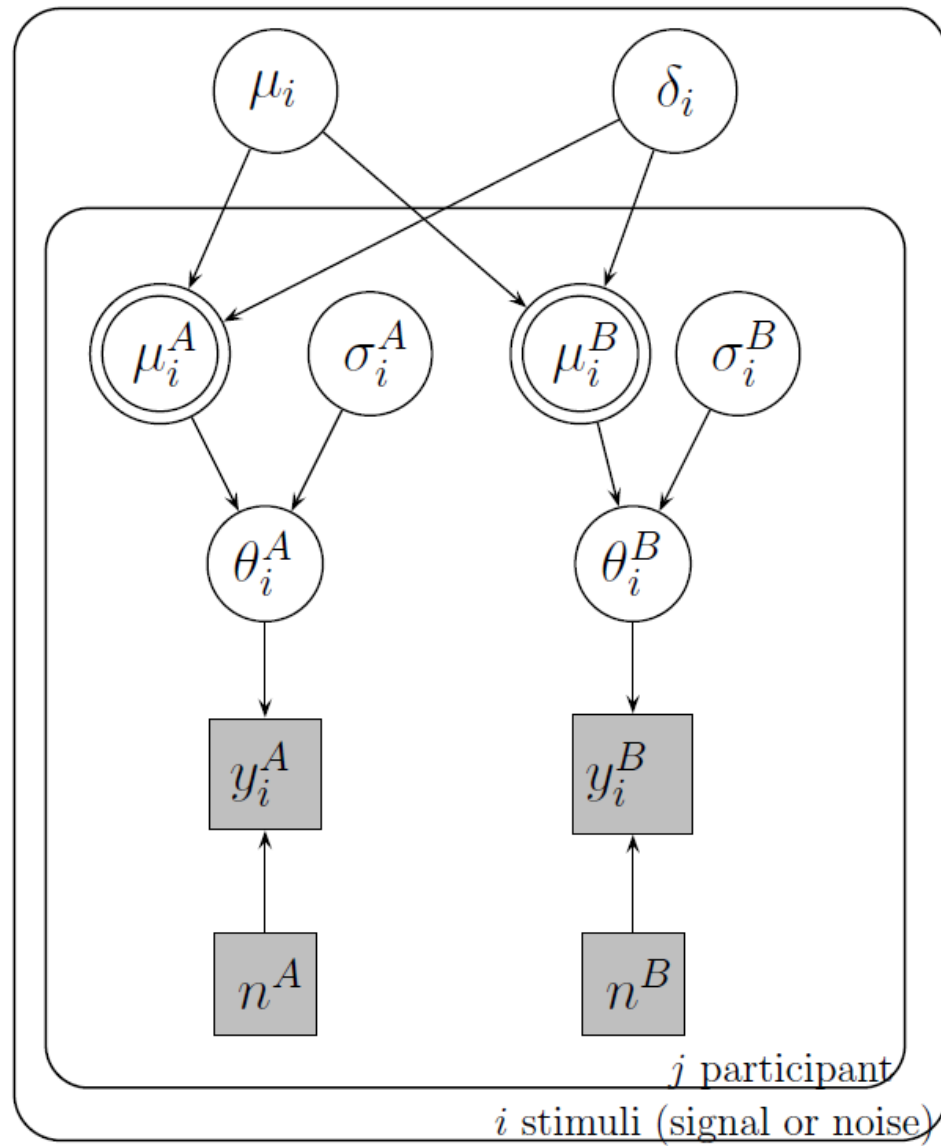 μ_i
δ_i
μ_i^A
σ_i^A
μ_i^B
σ_i^B
θ_i^A
θ_i^B
y_i^A
y_i^B
n^A
n^B
j participant
i stimuli (signal or noise)